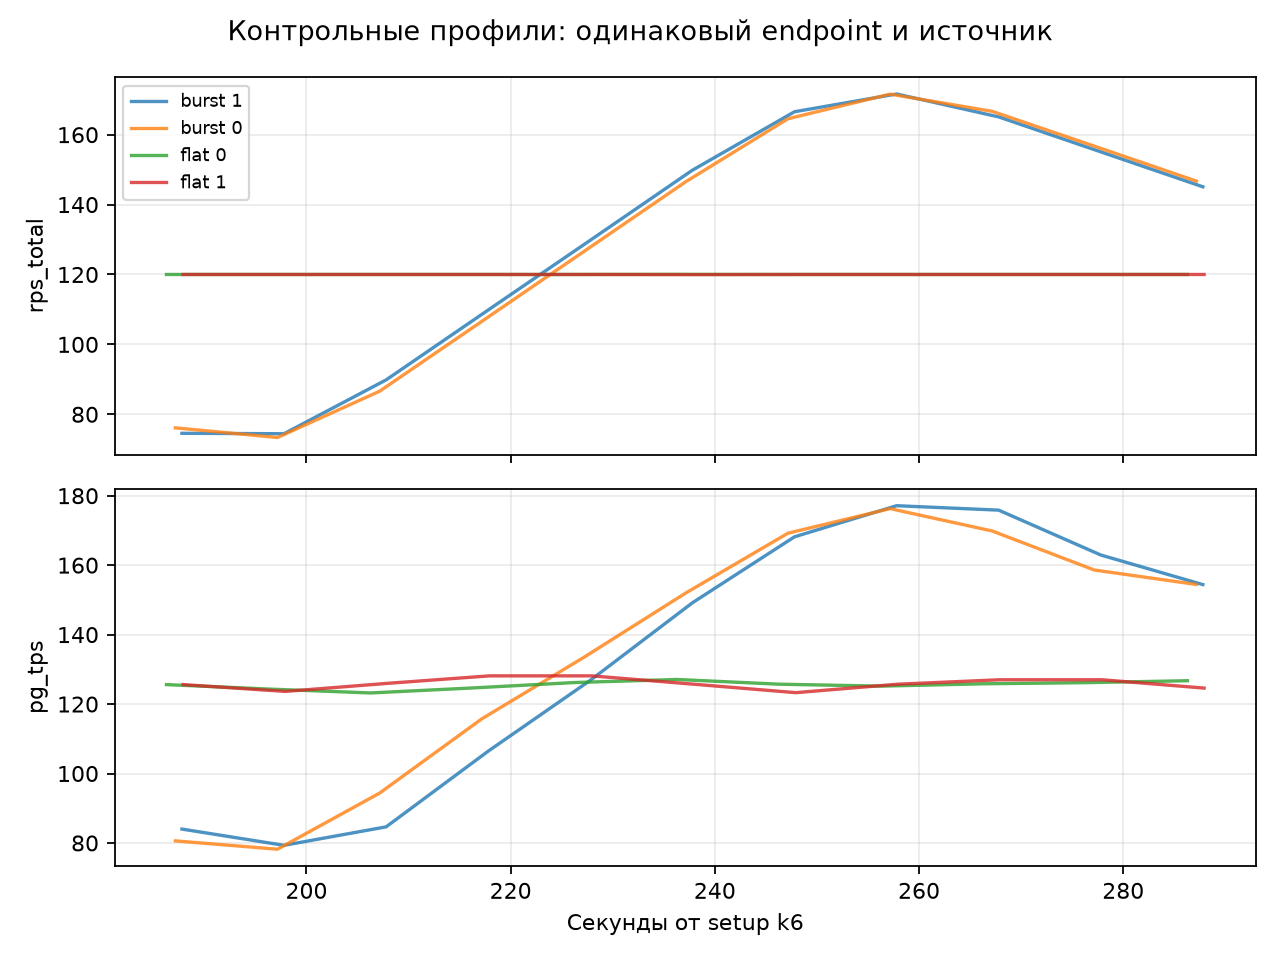 Контрольные профили: одинаковый endpoint и источник
burst 1
burst 0
flat 0
flat 1
rps_total
160
140
120
100
80
pg_tps
180
160
140
120
100
80
200 220 240 260 280
Секунды от setup k6